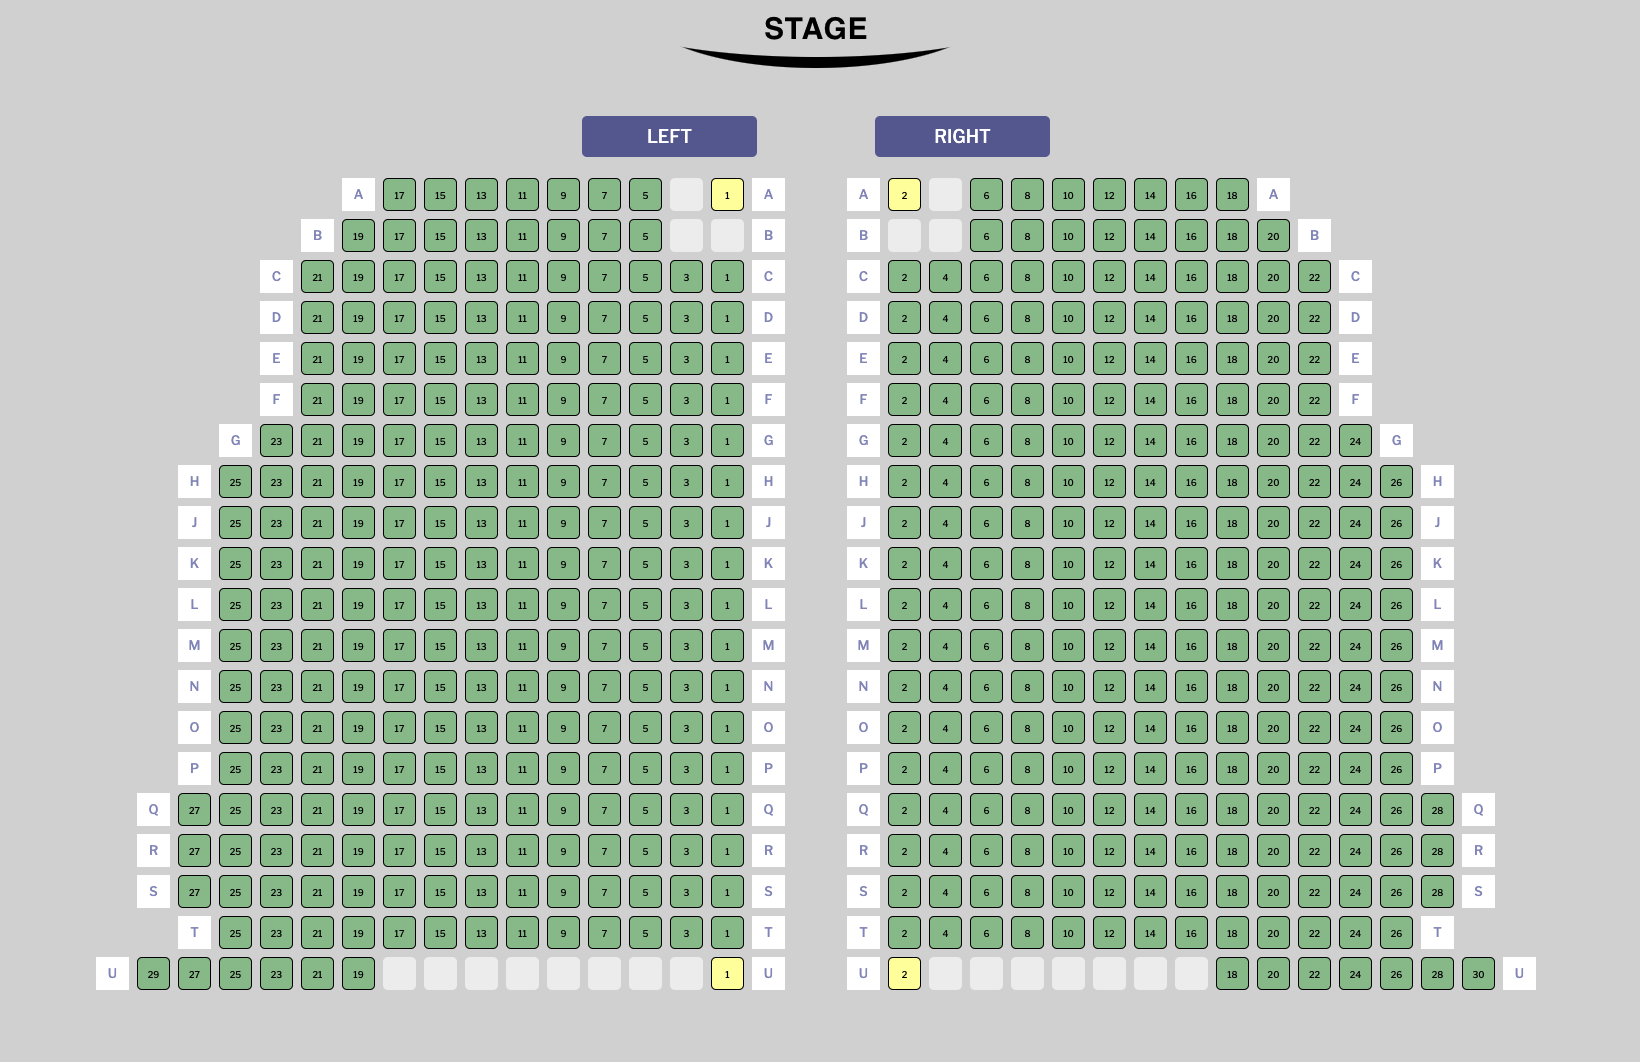 STAGE
LEFT RIGHT
A 17 15 13 11 9 7 5 1 A A 2 6 8 10 12 14 16 18 A
B 19 17 15 13 11 9 7 5 B B 6 8 10 12 14 16 18 20 B
C 21 19 17 15 13 11 9 7 5 3 1 C C 2 4 6 8 10 12 14 16 18 20 22 C
D 21 19 17 15 13 11 9 7 5 3 1 D D 2 4 6 8 10 12 14 16 18 20 22 D
E 21 19 17 15 13 11 9 7 5 3 1 E E 2 4 6 8 10 12 14 16 18 20 22 E
F 21 19 17 15 13 11 9 7 5 3 1 F F 2 4 6 8 10 12 14 16 18 20 22 F
G 23 21 19 17 15 13 11 9 7 5 3 1 G G 2 4 6 8 10 12 14 16 18 20 22 24 G
H 25 23 21 19 17 15 13 11 9 7 5 3 1 H H 2 4 6 8 10 12 14 16 18 20 22 24 26 H
J 25 23 21 19 17 15 13 11 9 7 5 3 1 J J 2 4 6 8 10 12 14 16 18 20 22 24 26 J
K 25 23 21 19 17 15 13 11 9 7 5 3 1 K K 2 4 6 8 10 12 14 16 18 20 22 24 26 K
L 25 23 21 19 17 15 13 11 9 7 5 3 1 L L 2 4 6 8 10 12 14 16 18 20 22 24 26 L
M 25 23 21 19 17 15 13 11 9 7 5 3 1 M M 2 4 6 8 10 12 14 16 18 20 22 24 26 M
N 25 23 21 19 17 15 13 11 9 7 5 3 1 N N 2 4 6 8 10 12 14 16 18 20 22 24 26 N
O 25 23 21 19 17 15 13 11 9 7 5 3 1 O O 2 4 6 8 10 12 14 16 18 20 22 24 26 O
P 25 23 21 19 17 15 13 11 9 7 5 3 1 P P 2 4 6 8 10 12 14 16 18 20 22 24 26 P
Q 27 25 23 21 19 17 15 13 11 9 7 5 3 1 Q Q 2 4 6 8 10 12 14 16 18 20 22 24 26 28 Q
R 27 25 23 21 19 17 15 13 11 9 7 5 3 1 R R 2 4 6 8 10 12 14 16 18 20 22 24 26 28 R
S 27 25 23 21 19 17 15 13 11 9 7 5 3 1 S S 2 4 6 8 10 12 14 16 18 20 22 24 26 28 S
T 25 23 21 19 17 15 13 11 9 7 5 3 1 T T 2 4 6 8 10 12 14 16 18 20 22 24 26 T
U 29 27 25 23 21 19 1 U U 2 18 20 22 24 26 28 30 U